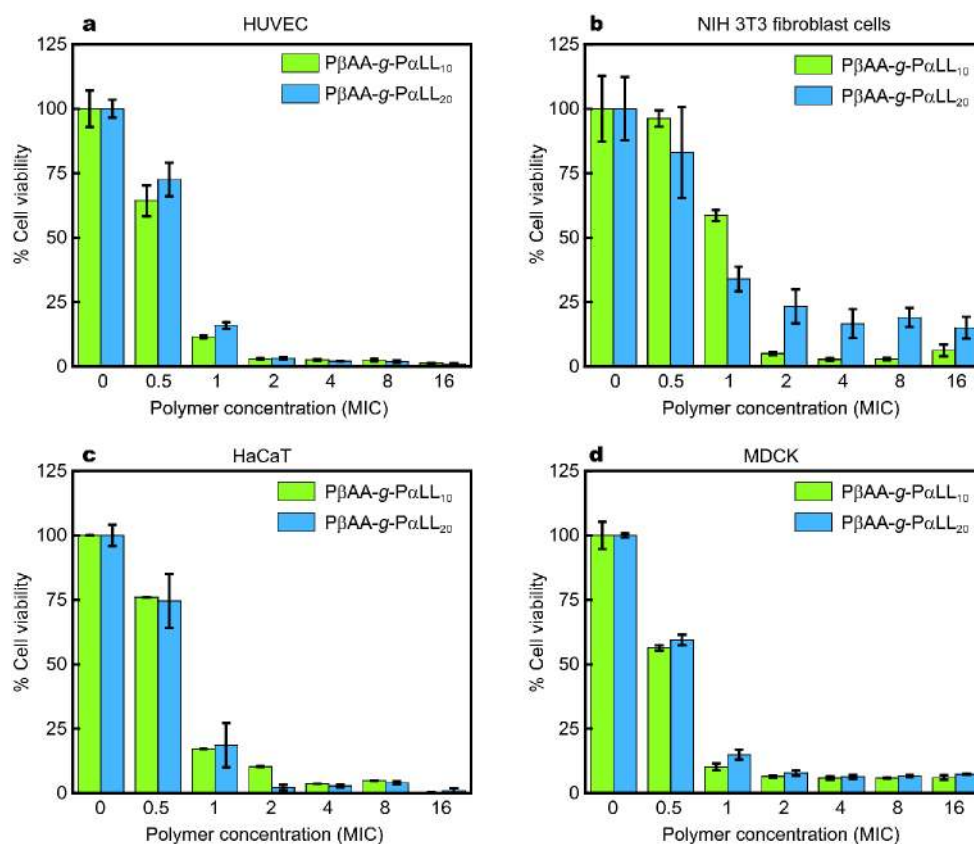 a HUVEC
125
100
75
50
25
0
% Cell viability
PβAA-g-PαLL₁₀
PβAA-g-PαLL₂₀
0 0.5 1 2 4 8 16
Polymer concentration (MIC)
b NIH 3T3 fibroblast cells
125
100
75
50
25
0
% Cell viability
PβAA-g-PαLL₁₀
PβAA-g-PαLL₂₀
0 0.5 1 2 4 8 16
Polymer concentration (MIC)
c HaCaT
125
100
75
50
25
0
% Cell viability
PβAA-g-PαLL₁₀
PβAA-g-PαLL₂₀
0 0.5 1 2 4 8 16
Polymer concentration (MIC)
d MDCK
125
100
75
50
25
0
% Cell viability
PβAA-g-PαLL₁₀
PβAA-g-PαLL₂₀
0 0.5 1 2 4 8 16
Polymer concentration (MIC)